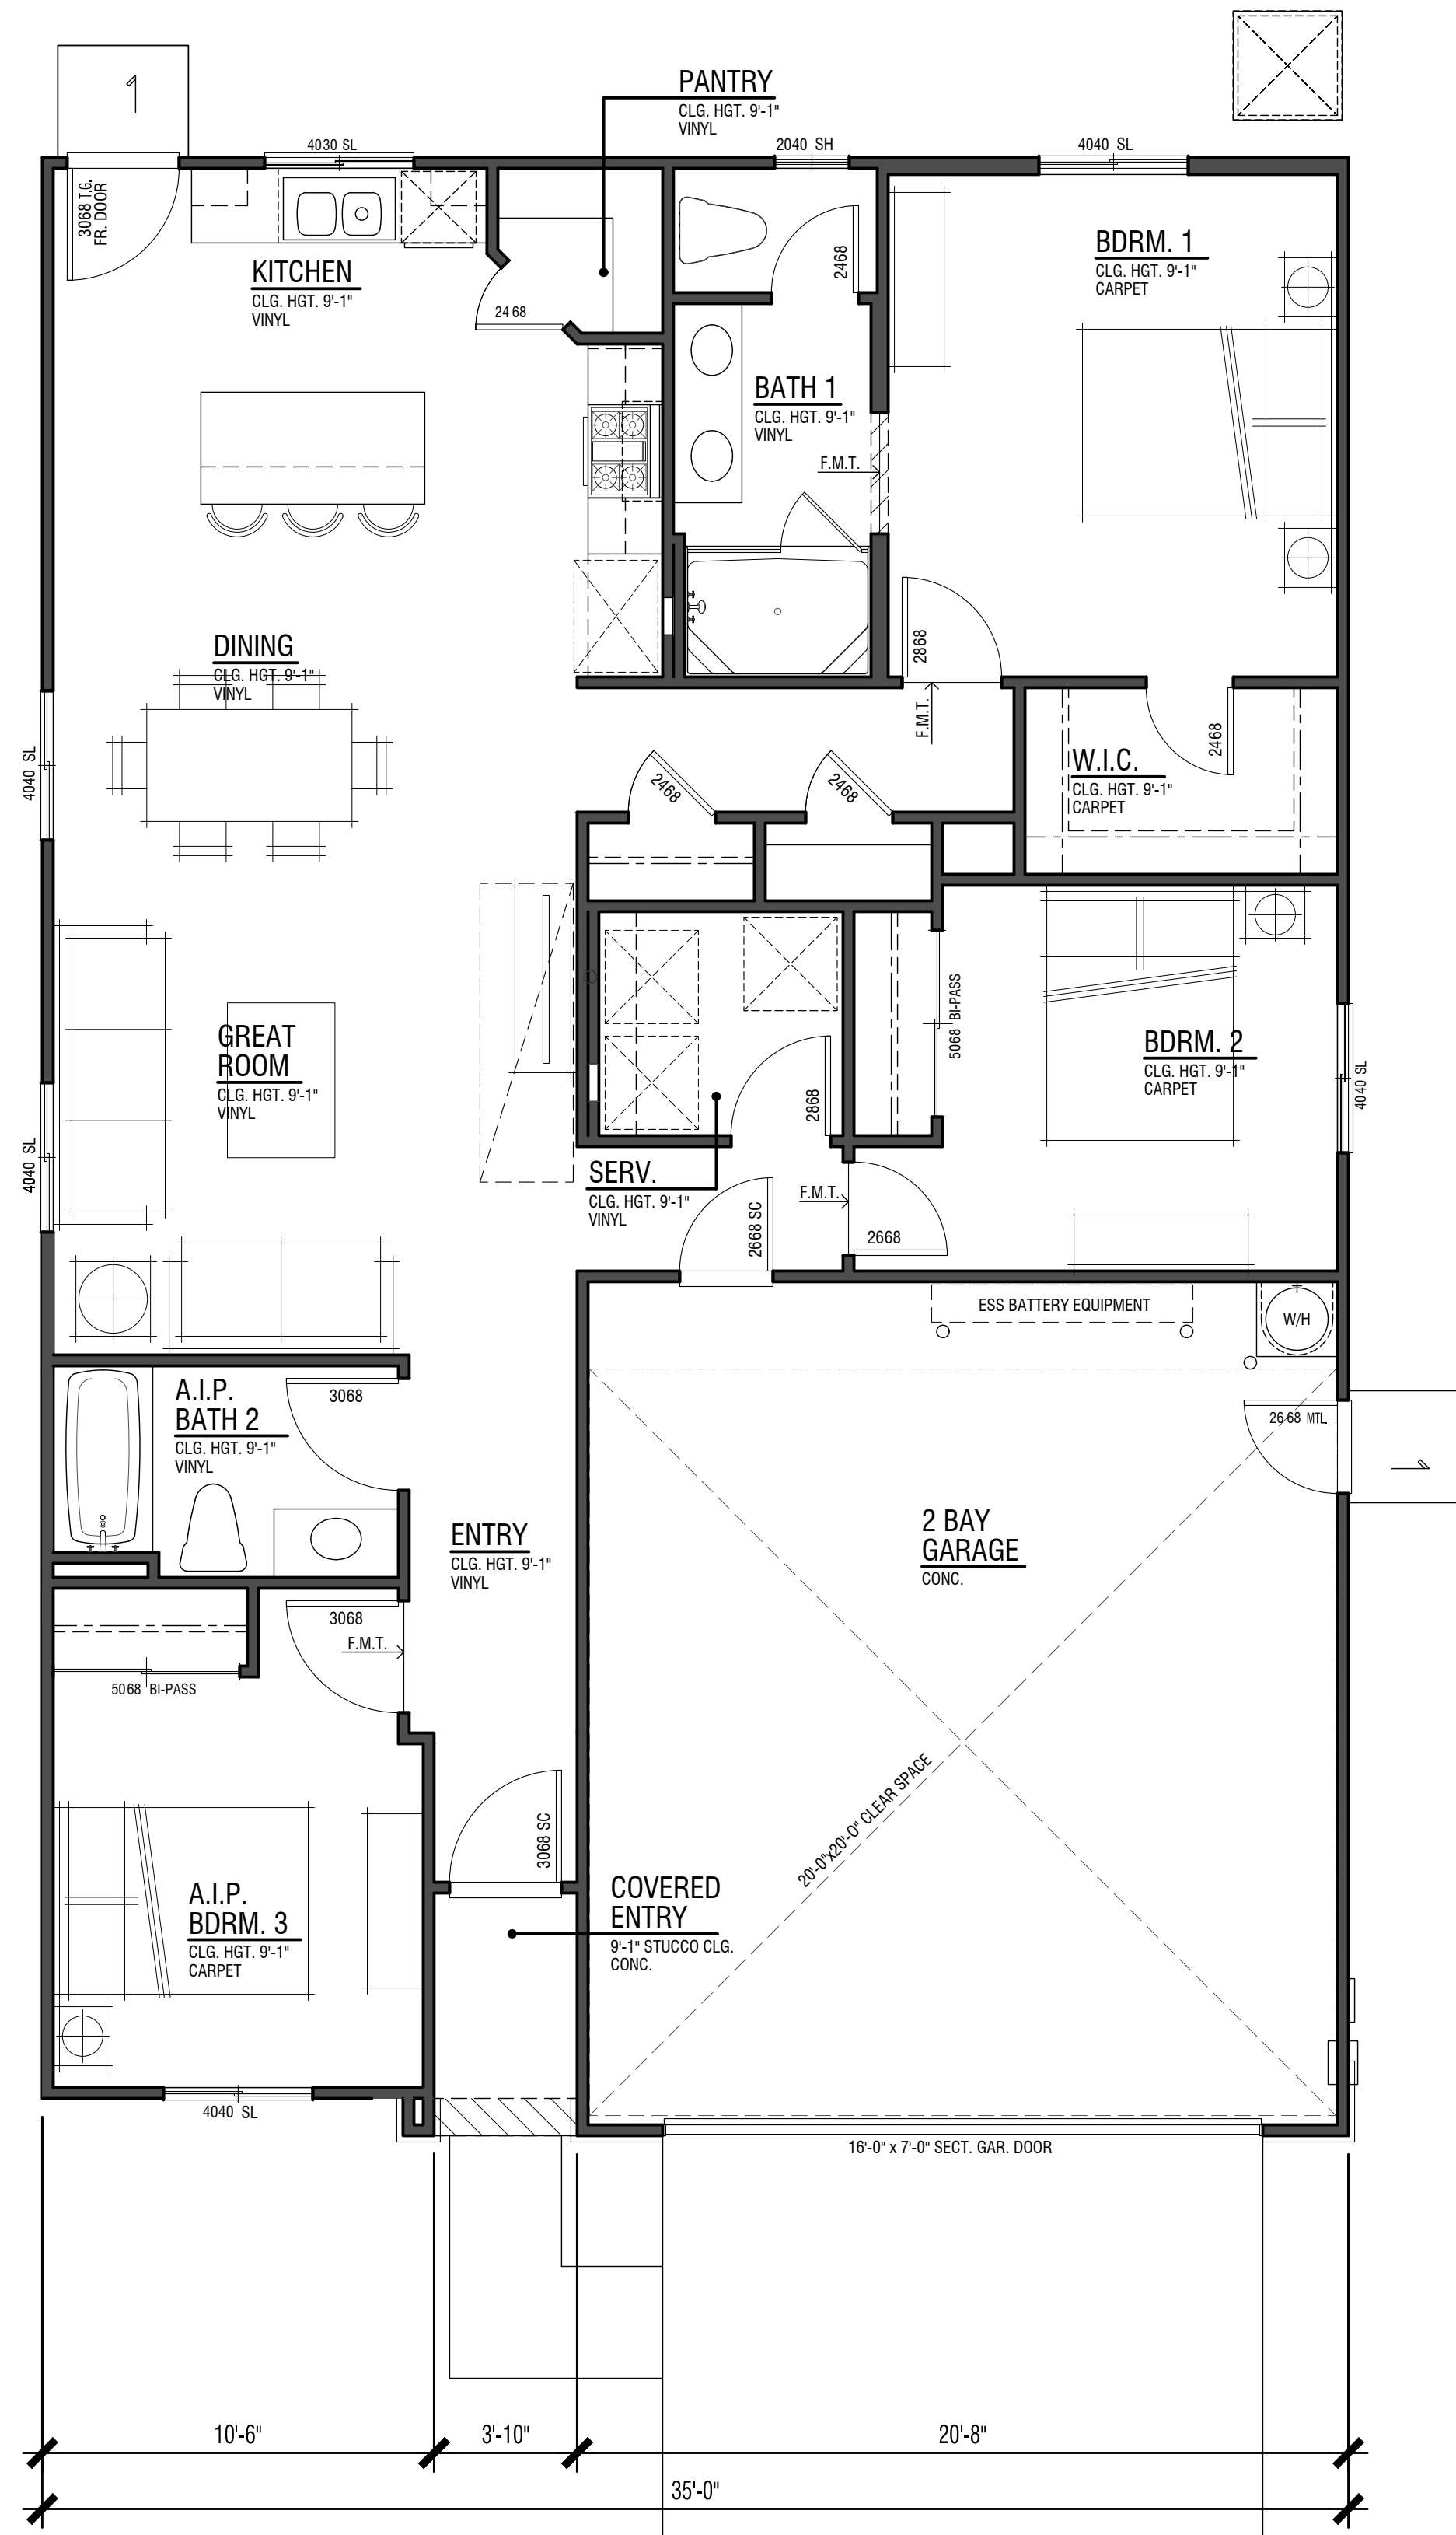 1
PANTRY
CLG. HGT. 9'-1"
VINYL
4030 SL
2040 SH
4040 SL
3068 T.G.
FR. DOOR
KITCHEN
CLG. HGT. 9'-1"
VINYL
2468
2468
BDRM. 1
CLG. HGT. 9'-1"
CARPET
BATH 1
CLG. HGT. 9'-1"
VINYL
F.M.T.
DINING
CLG. HGT. 9'-1"
VINYL
2868
F.M.T.
4040 SL
2468
2468
W.I.C.
CLG. HGT. 9'-1"
CARPET
2468
GREAT
ROOM
CLG. HGT. 9'-1"
VINYL
5068 BI-PASS
BDRM. 2
CLG. HGT. 9'-1"
CARPET
4040 SL
2868
4040 SL
SERV.
CLG. HGT. 9'-1"
VINYL
F.M.T.
2668 SC
2668
ESS BATTERY EQUIPMENT
W/H
A.I.P.
BATH 2
CLG. HGT. 9'-1"
VINYL
3068
2668 MTL.
1
ENTRY
CLG. HGT. 9'-1"
VINYL
2 BAY
GARAGE
CONC.
3068
F.M.T.
5068 BI-PASS
20'-0"x20'-0" CLEAR SPACE
3068 SC
A.I.P.
BDRM. 3
CLG. HGT. 9'-1"
CARPET
COVERED
ENTRY
9'-1" STUCCO CLG.
CONC.
4040 SL
16'-0" x 7'-0" SECT. GAR. DOOR
10'-6"
3'-10"
20'-8"
35'-0"